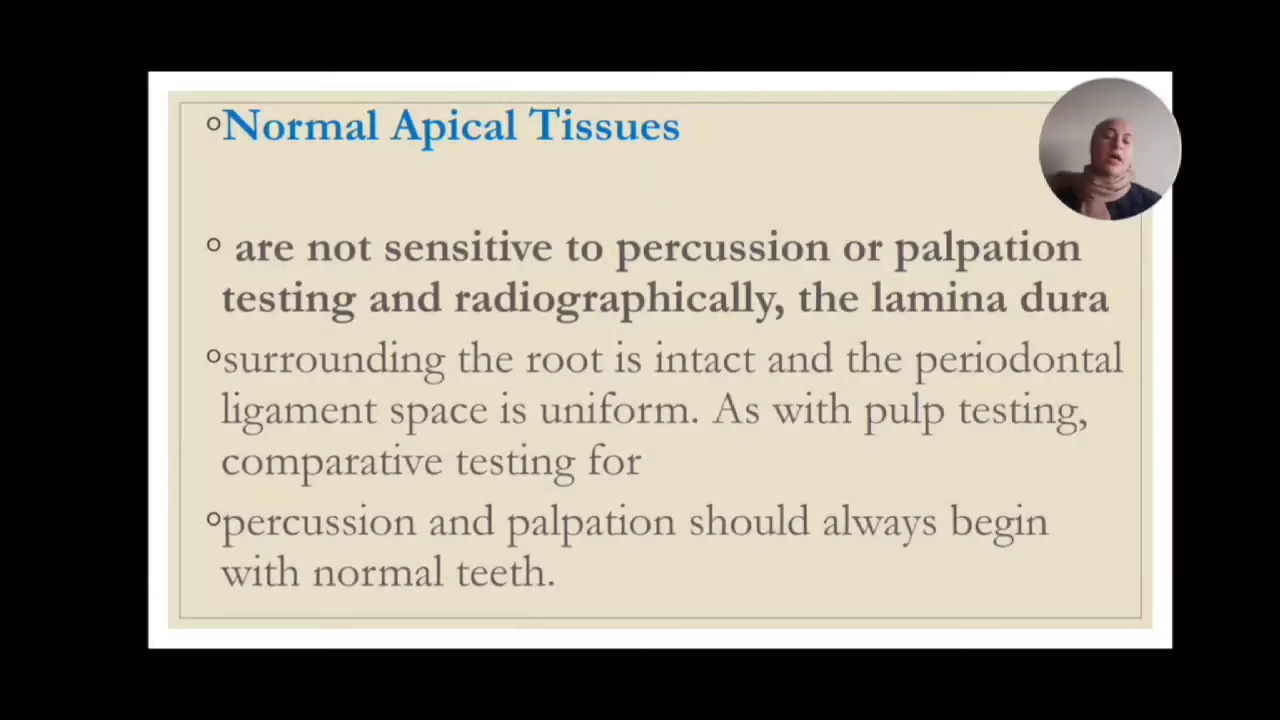 °Normal Apical Tissues
° are not sensitive to percussion or palpation
testing and radiographically, the lamina dura
°surrounding the root is intact and the periodontal
ligament space is uniform. As with pulp testing,
comparative testing for
°percussion and palpation should always begin
with normal teeth.